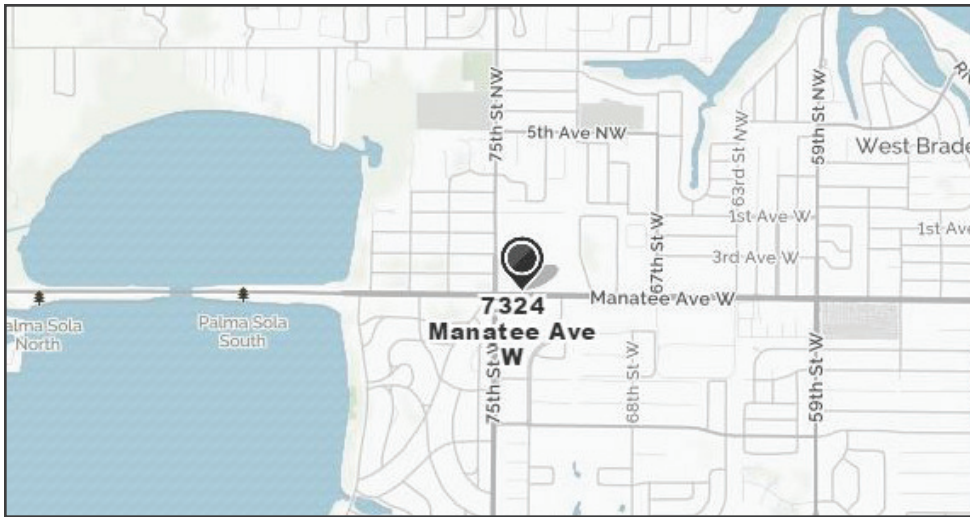 75th St NW
5th Ave NW
63rd St NW
59th St NW
West Brade
1st Ave W
1st Ave
67th St W
3rd Ave W
Manatee Ave W
7324
Manatee Ave
W
alma Sola
North
Palma Sola
South
75th St W
68th St W
59th St W